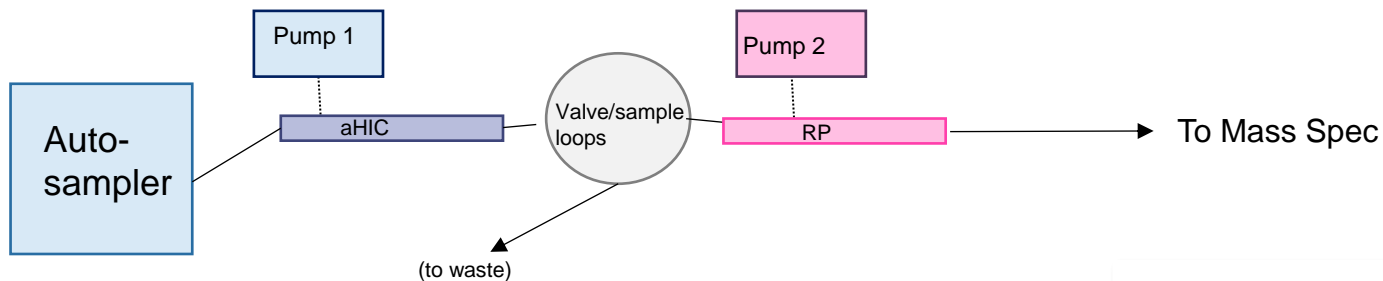 Pump 1
Pump 2
Auto-
sampler
aHIC
Valve/sample
loops
RP
To Mass Spec
(to waste)